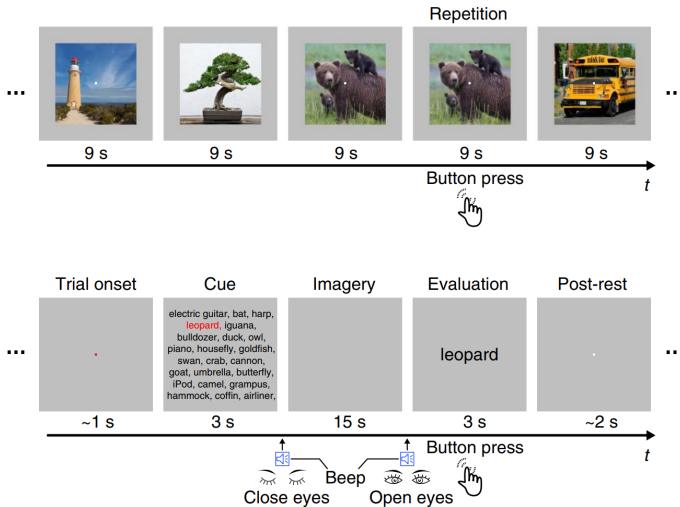 Repetition
...
..
9 s 9 s 9 s 9 s 9 s
Button press
t
Trial onset Cue Imagery Evaluation Post-rest
electric guitar, bat, harp,
leopard, iguana,
bulldozer, duck, owl,
piano, housefly, goldfish,
swan, crab, cannon,
goat, umbrella, butterfly,
iPod, camel, grampus,
hammock, coffin, airliner,
leopard
...
..
~1 s 3 s 15 s 3 s ~2 s
Button press
t
Beep
Close eyes Open eyes